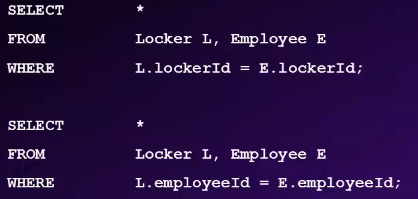 SELECT *
FROM Locker L, Employee E
WHERE L.lockerId = E.lockerId;
SELECT *
FROM Locker L, Employee E
WHERE L.employeeId = E.employeeId;